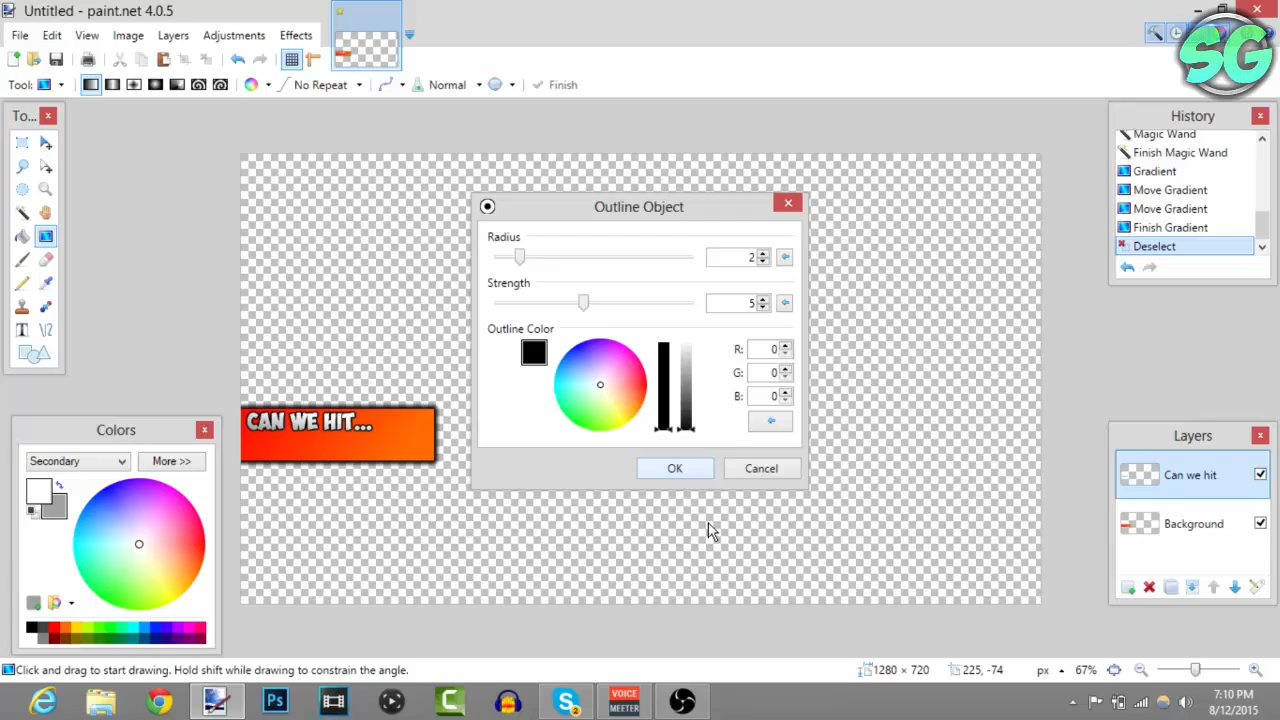 Untitled - paint.net 4.0.5
File Edit View Image Layers Adjustments Effects
SG
Tool: No Repeat Normal Finish
To...
History
Magic Wand
Finish Magic Wand
Gradient
Move Gradient
Move Gradient
Finish Gradient
Deselect
Outline Object
Radius
2
Strength
5
Outline Color
R: 0
G: 0
B: 0
OK Cancel
CAN WE HIT...
Colors
Secondary More >>
Layers
Can we hit
Background
Click and drag to start drawing. Hold shift while drawing to constrain the angle.
1280 × 720 225, -74 px 67%
Ps
2
VOICE
MEETER
7:10 PM
8/12/2015